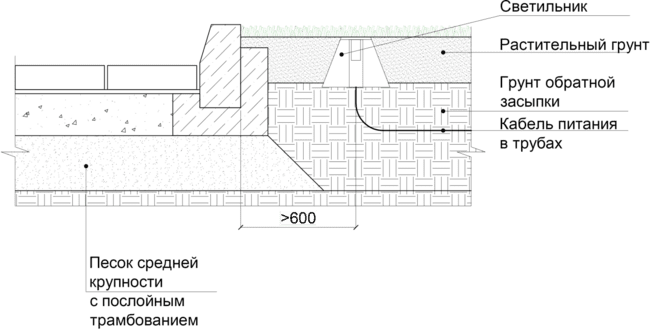 Светильник
Растительный грунт
Грунт обратной
засыпки
Кабель питания
в трубах
>600
Песок средней
крупности
с послойным
трамбованием